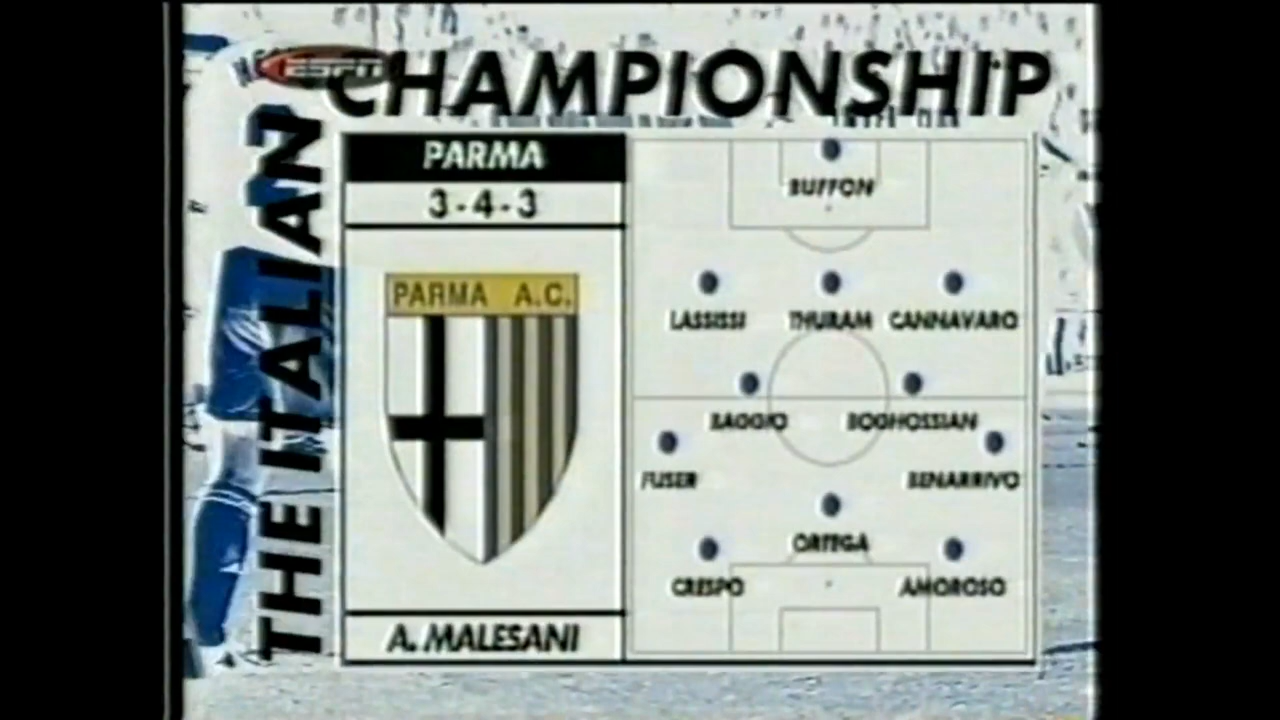 ESPN
THE ITALIAN CHAMPIONSHIP
PARMA
3-4-3
PARMA A.C.
A. MALESANI
BUFFON
LASSISSI THURAM CANNAVARO
BAGGIO BOGHOSSIAN
FUSER BENARRIVO
ORTEGA
CRESPO AMOROSO